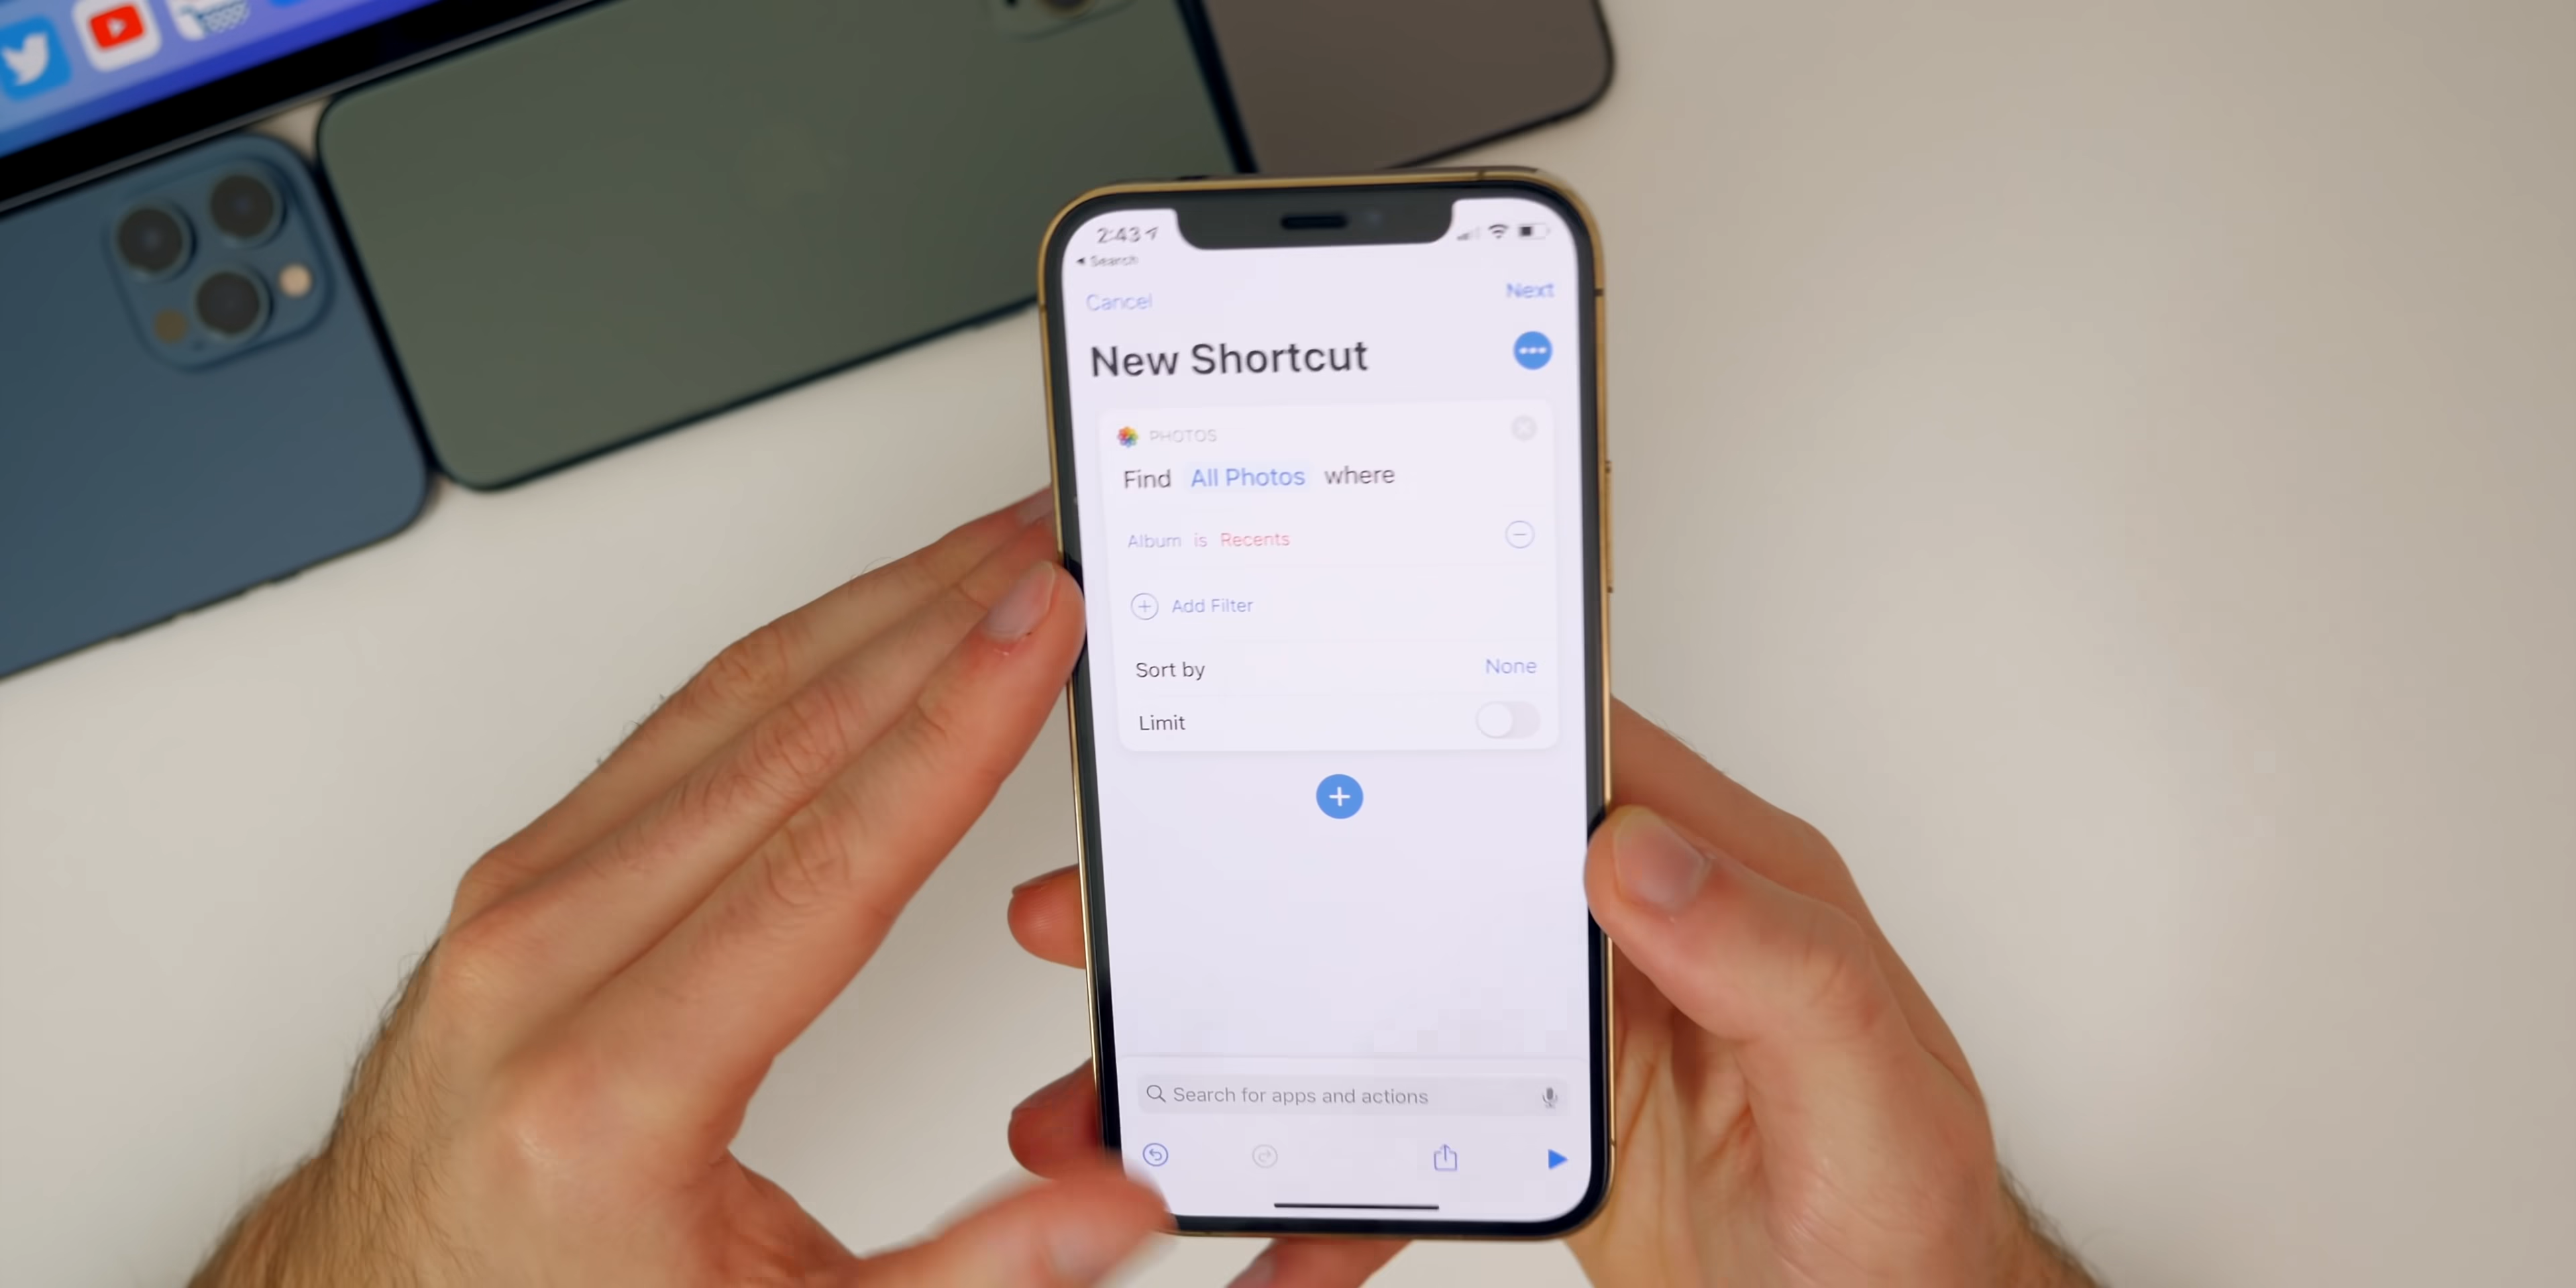 2:43
Search
Cancel
Next
New Shortcut
PHOTOS
Find All Photos where
Album is Recents
Add Filter
Sort by
None
Limit
Search for apps and actions